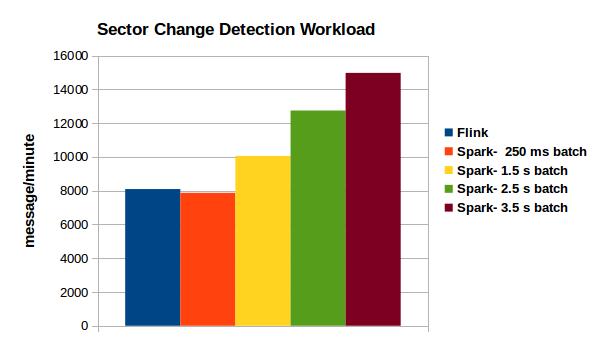 Sector Change Detection Workload
16000
14000
12000
10000
8000
6000
4000
2000
0
message/minute
Flink
Spark-  250 ms batch
Spark- 1.5 s batch
Spark- 2.5 s batch
Spark- 3.5 s batch